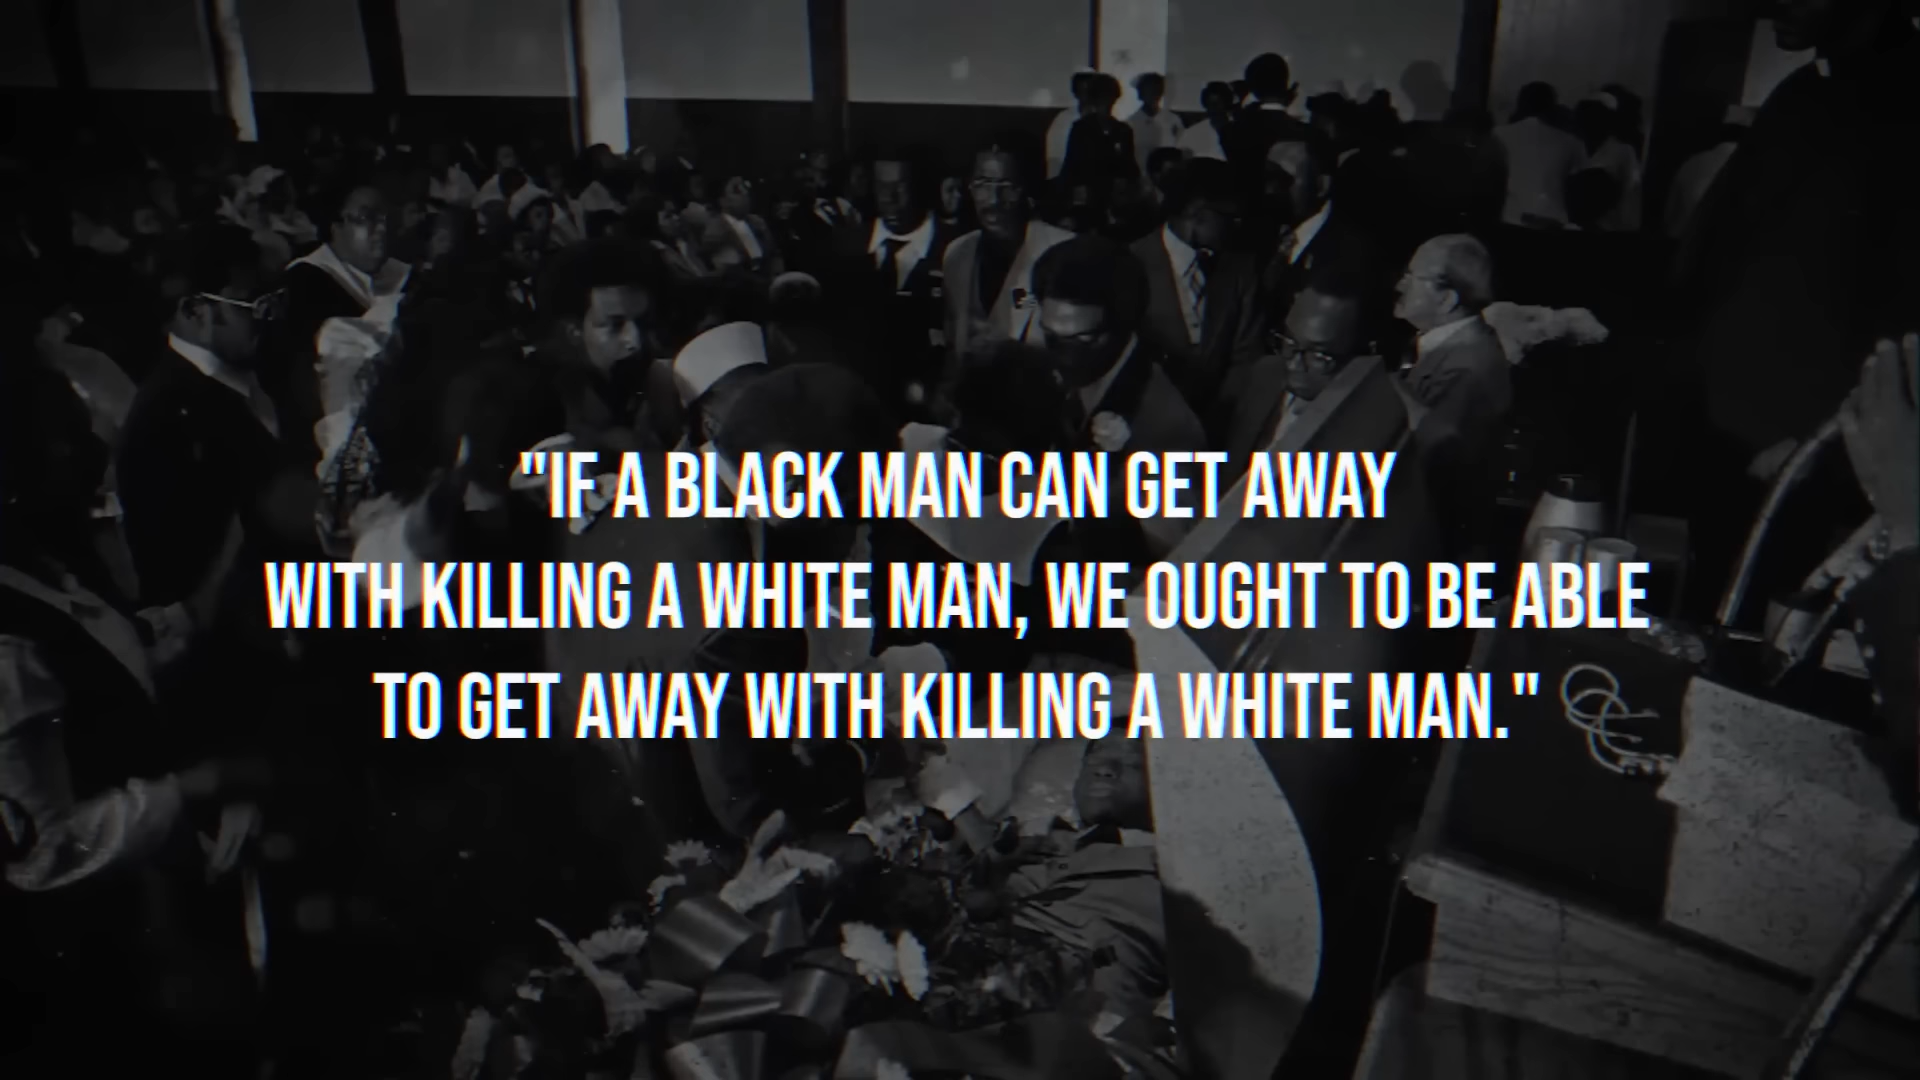 "IF A BLACK MAN CAN GET AWAY
WITH KILLING A WHITE MAN, WE OUGHT TO BE ABLE
TO GET AWAY WITH KILLING A WHITE MAN."